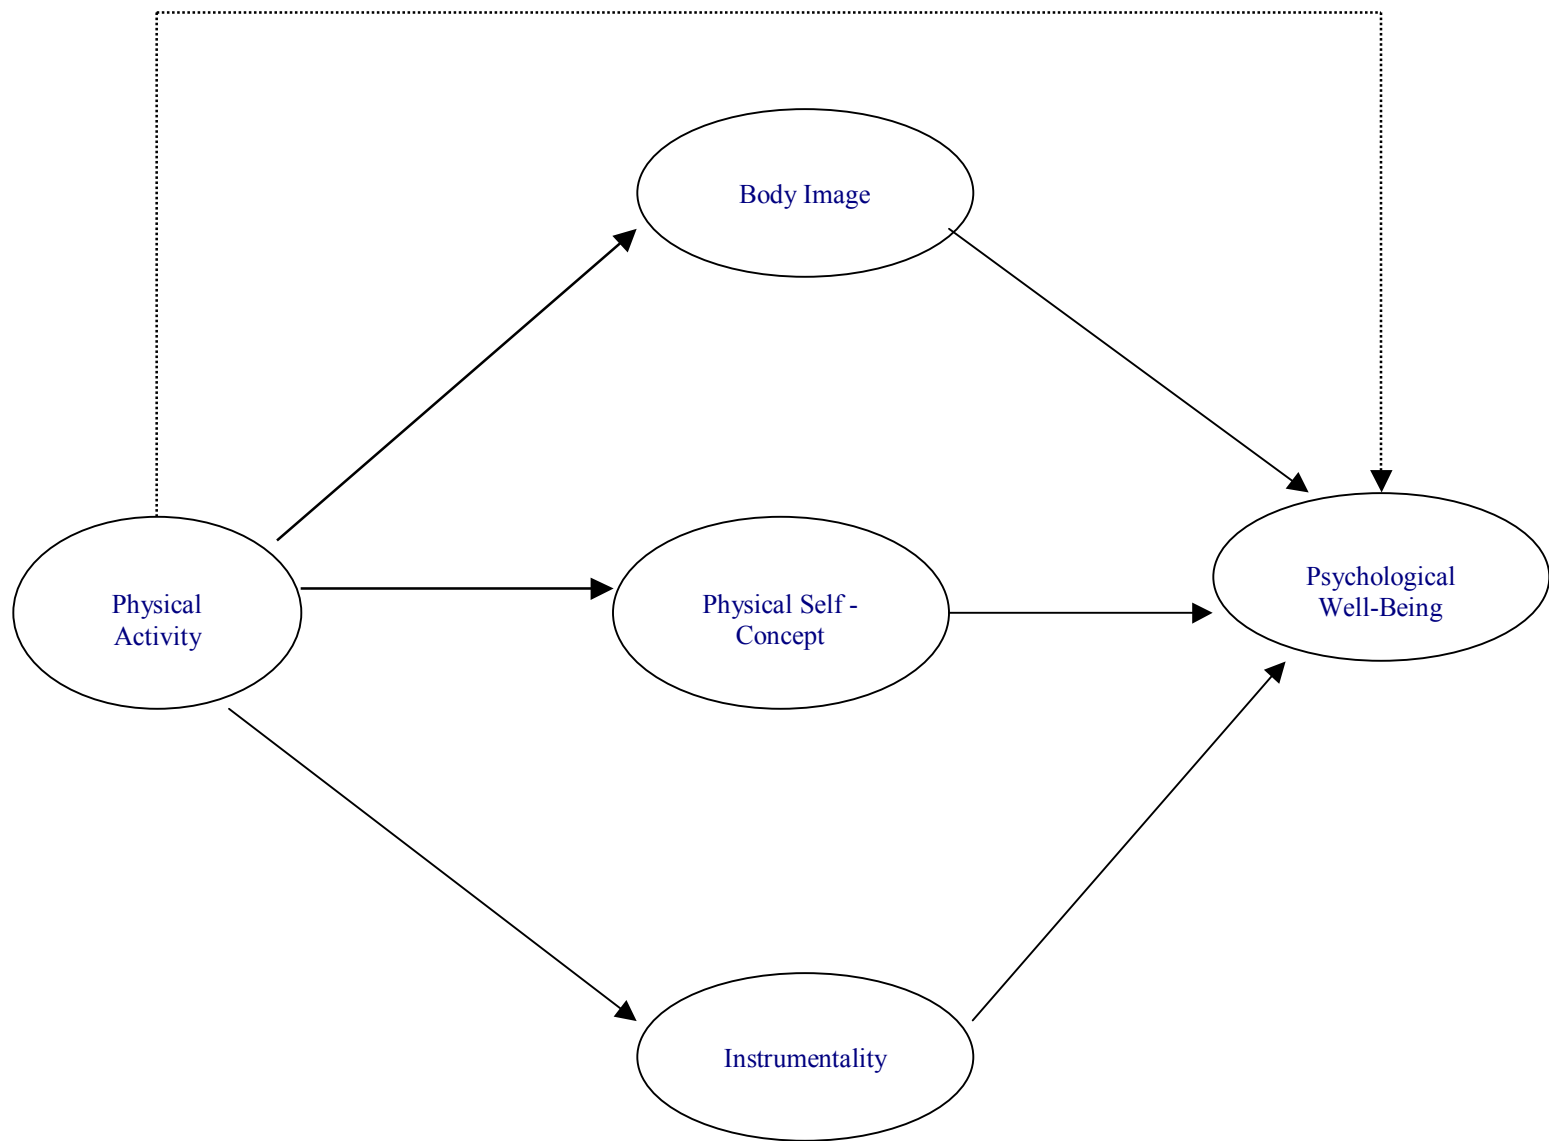 Body Image
Physical
Activity
Physical Self -
Concept
Psychological
Well-Being
Instrumentality